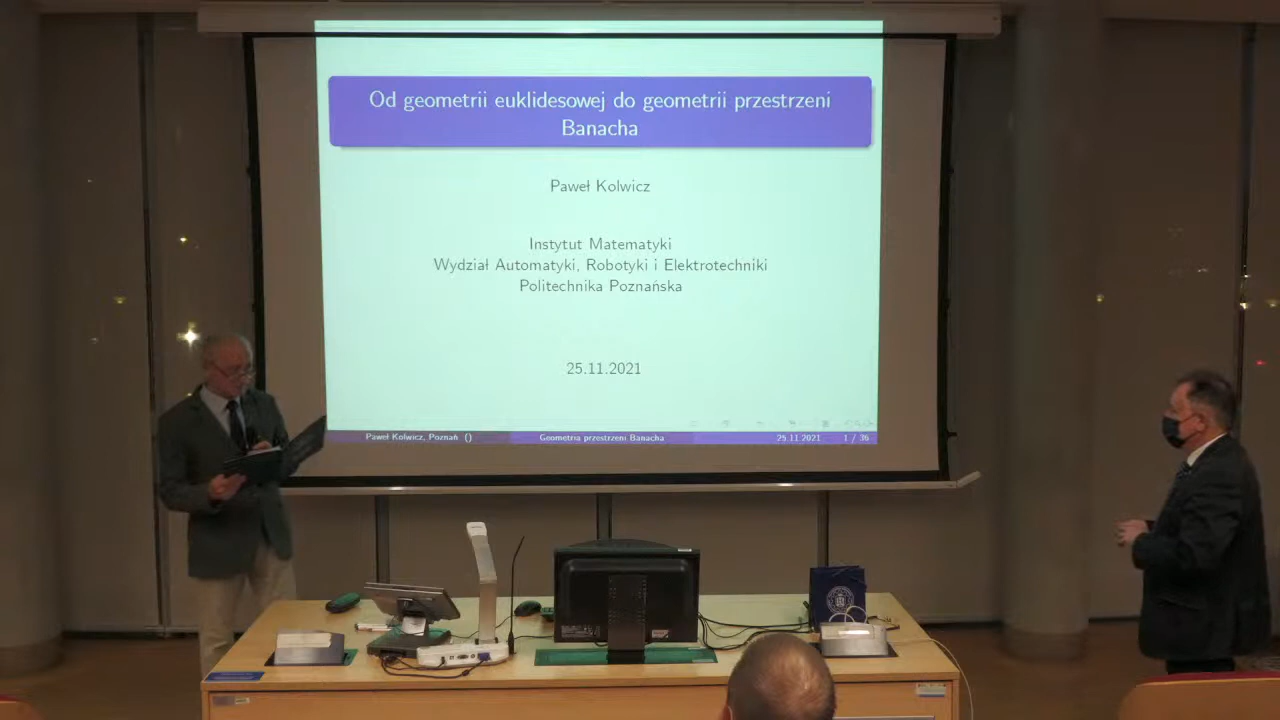 Od geometrii euklidesowej do geometrii przestrzeni
Banacha
Paweł Kolwicz
Instytut Matematyki
Wydział Automatyki, Robotyki i Elektrotechniki
Politechnika Poznańska
25.11.2021
Paweł Kolwicz, Poznań () Geometria przestrzeni Banacha 25.11.2021 1 / 36